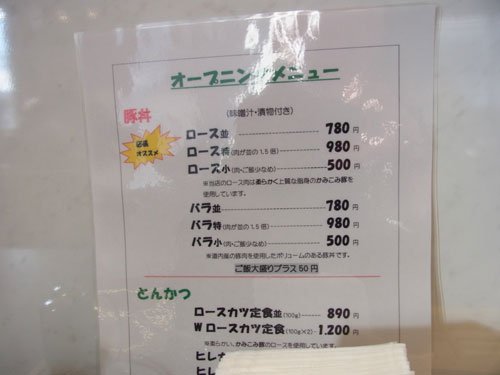 オープニングメニュー
(味噌汁・漬物付き)
豚丼
店長
オススメ
ロース並 780円
ロース特(肉が並の1.5倍) 980円
ロース小(肉・ご飯少なめ) 500円
※当店のロース肉は柔らかく上質な脂身のかみこみ豚を
使用しています。
バラ並 780円
バラ特(肉が並の1.5倍) 980円
バラ小(肉・ご飯少なめ) 500円
※道内産の豚肉を使用したボリュームのある豚丼です。
ご飯大盛りプラス50円
とんかつ
ロースカツ定食並(100g) 890円
W ロースカツ定食(100g×2) 1.200円
※柔らかい、かみこみ豚のロースを使用しています。
ヒレ
ヒレ